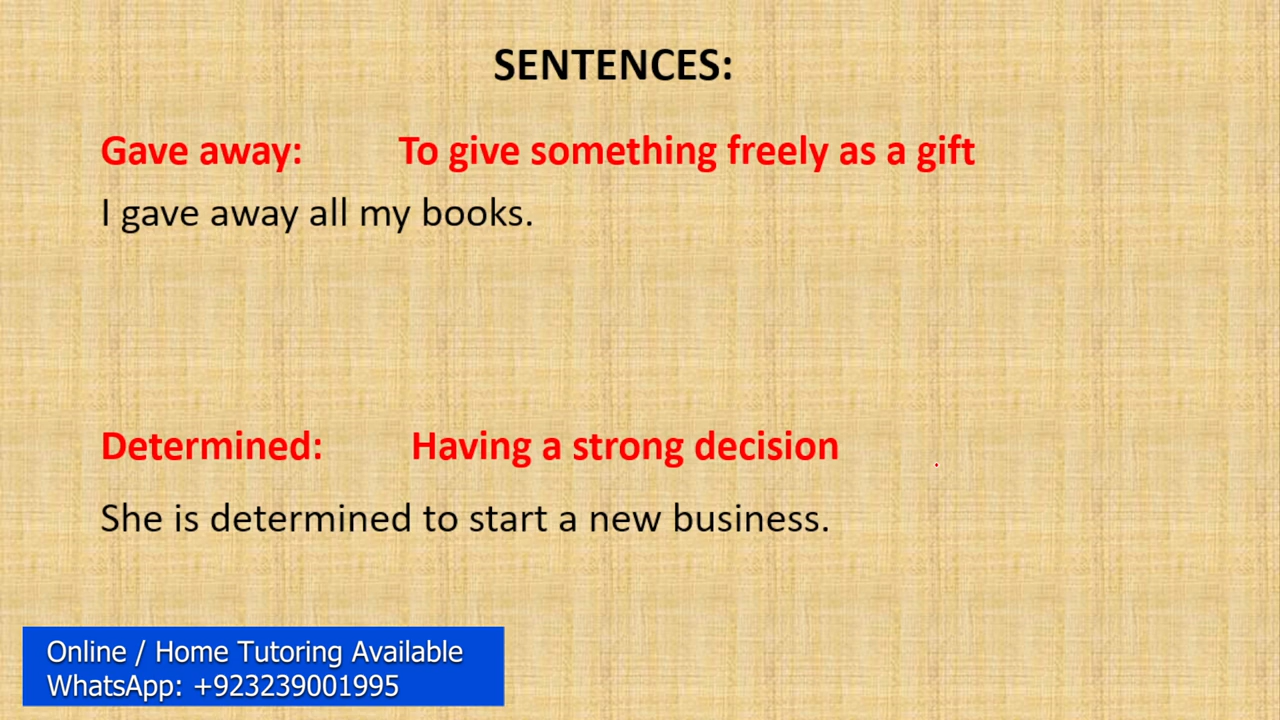 SENTENCES:
Gave away: To give something freely as a gift
I gave away all my books.
Determined: Having a strong decision
She is determined to start a new business.
Online / Home Tutoring Available
WhatsApp: +923239001995